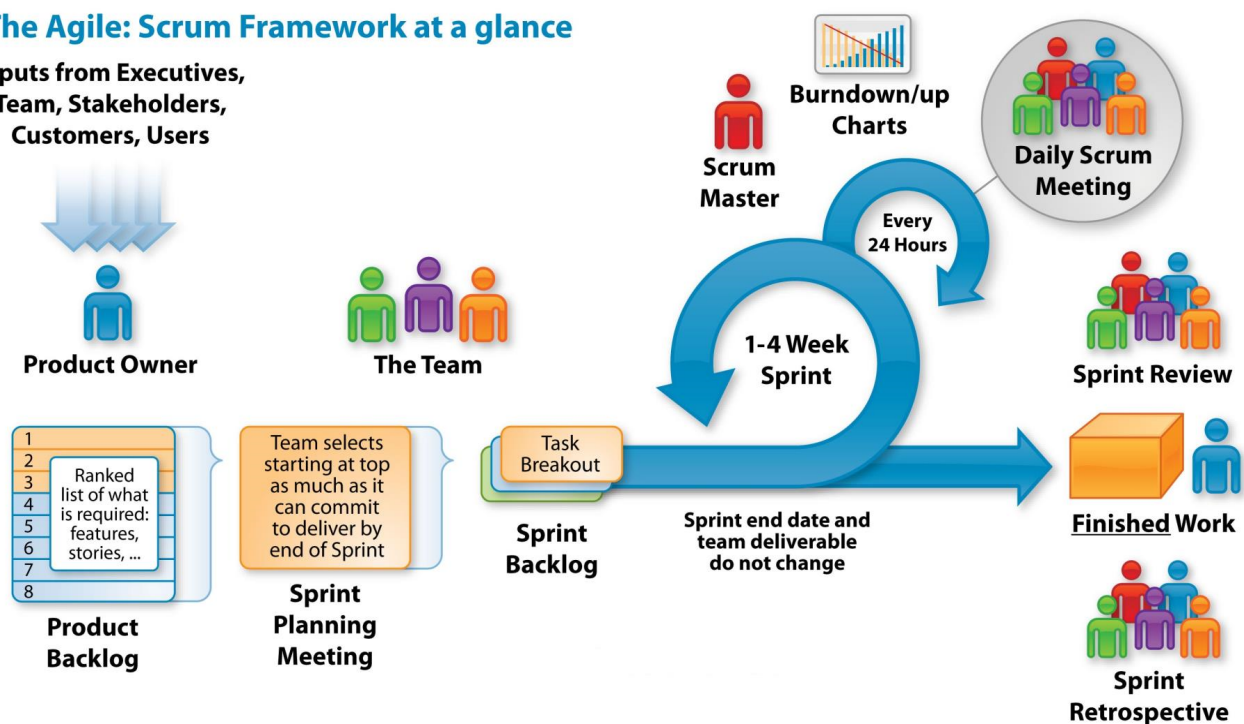 The Agile: Scrum Framework at a glance
puts from Executives,
Team, Stakeholders,
Customers, Users
Product Owner
The Team
Scrum
Master
Burndown/up
Charts
Daily Scrum
Meeting
Every
24 Hours
1-4 Week
Sprint
Sprint Review
1
2
3
4
5
6
7
8
Ranked
list of what
is required:
features,
stories, ...
Product
Backlog
Team selects
starting at top
as much as it
can commit
to deliver by
end of Sprint
Sprint
Planning
Meeting
Task
Breakout
Sprint
Backlog
Sprint end date and
team deliverable
do not change
Finished Work
Sprint
Retrospective